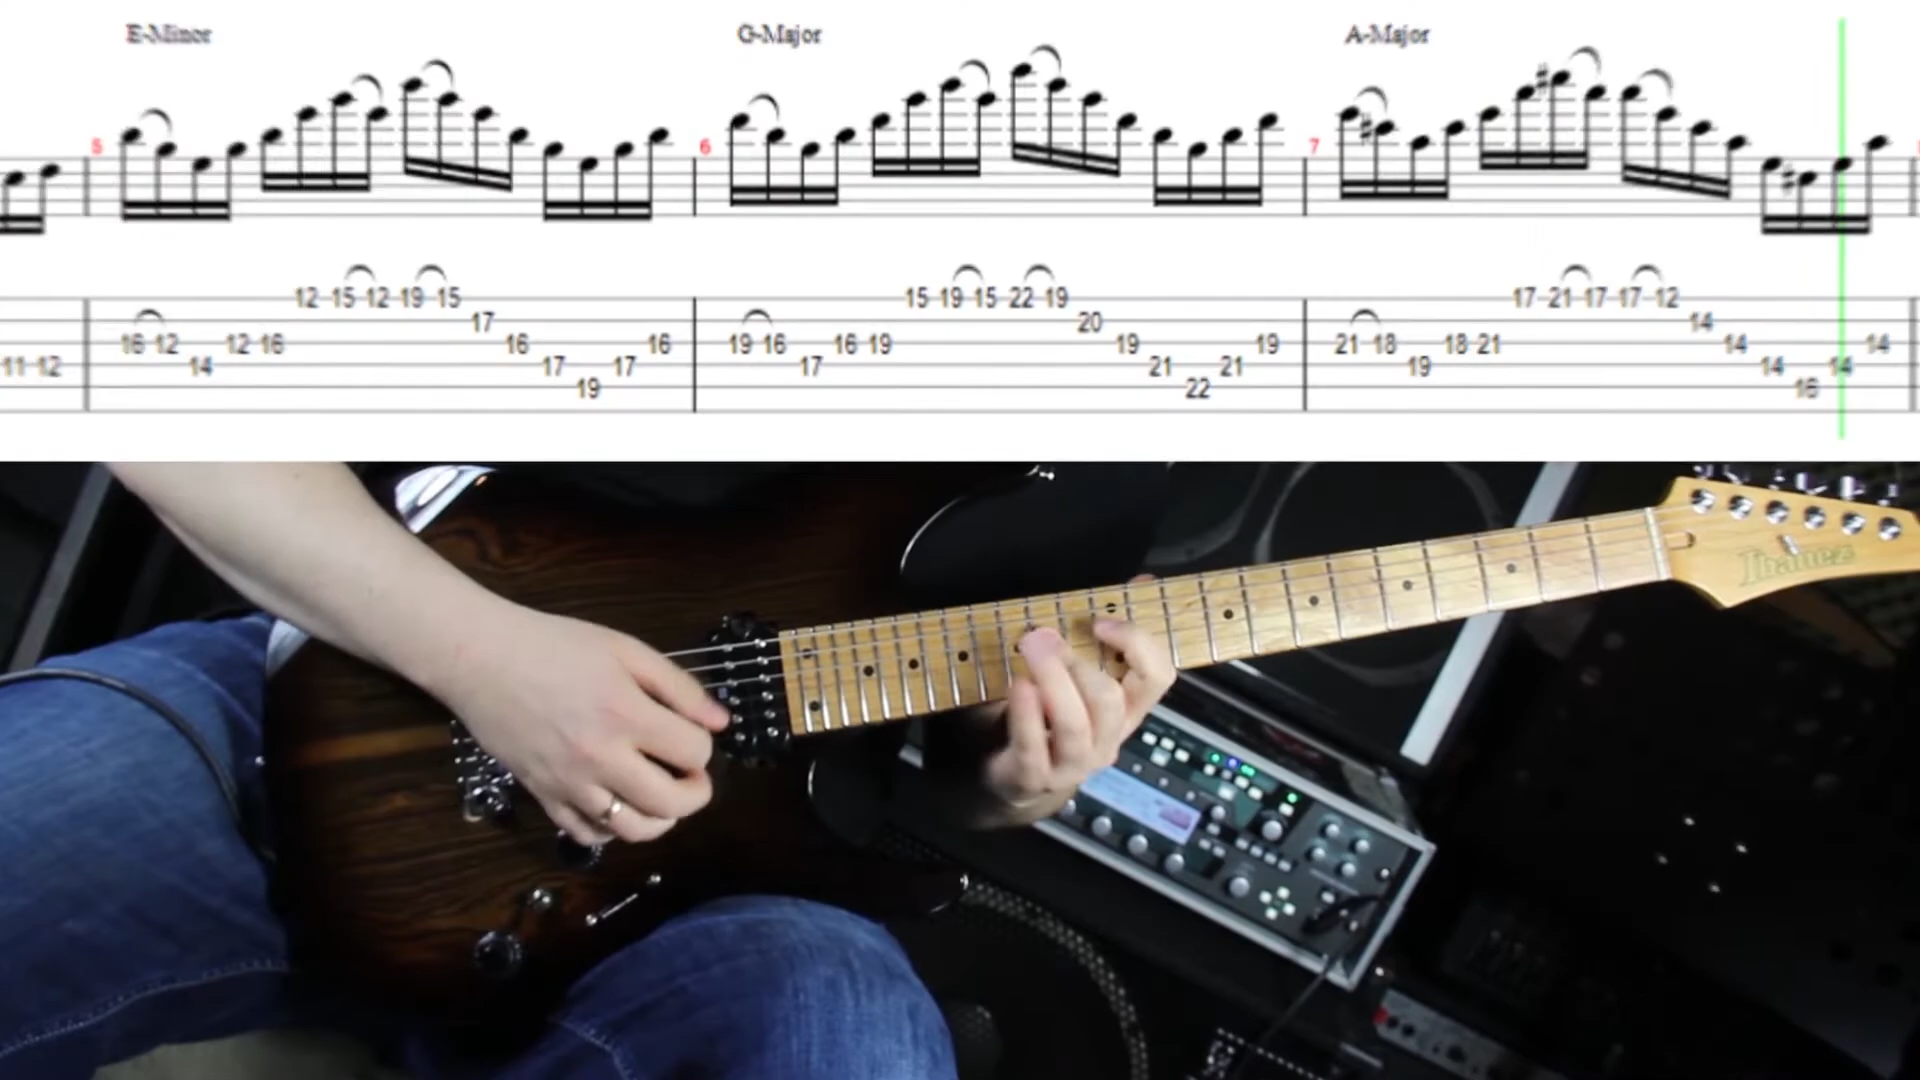 E-Minor G-Major A-Major
5 6 7
12 15 12 19 15 15 19 15 22 19 17 21 17 17 12
17 20 14
16 12 12 16 16 16 19 16 16 19 19 19 21 18 18 21 14 14
11 12 14 17 17 17 21 21 19 14 14
19 22 16
Ibanez